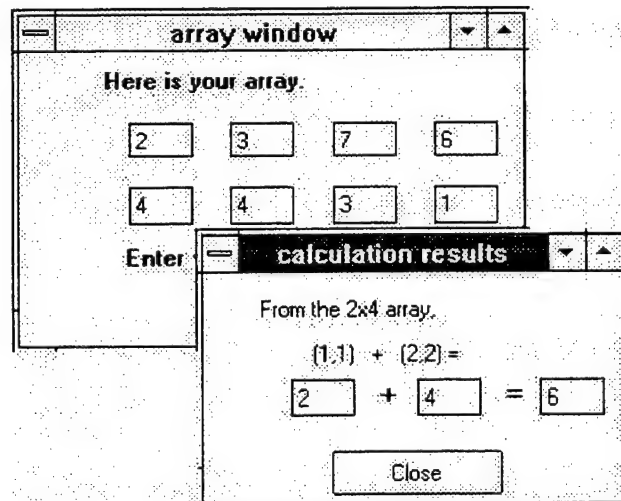 array window
Here is your array.
2 3 7 6
4 4 3 1
Enter
calculation results
From the 2x4 array,
(1,1) + (2,2) =
2 + 4 = 6
Close